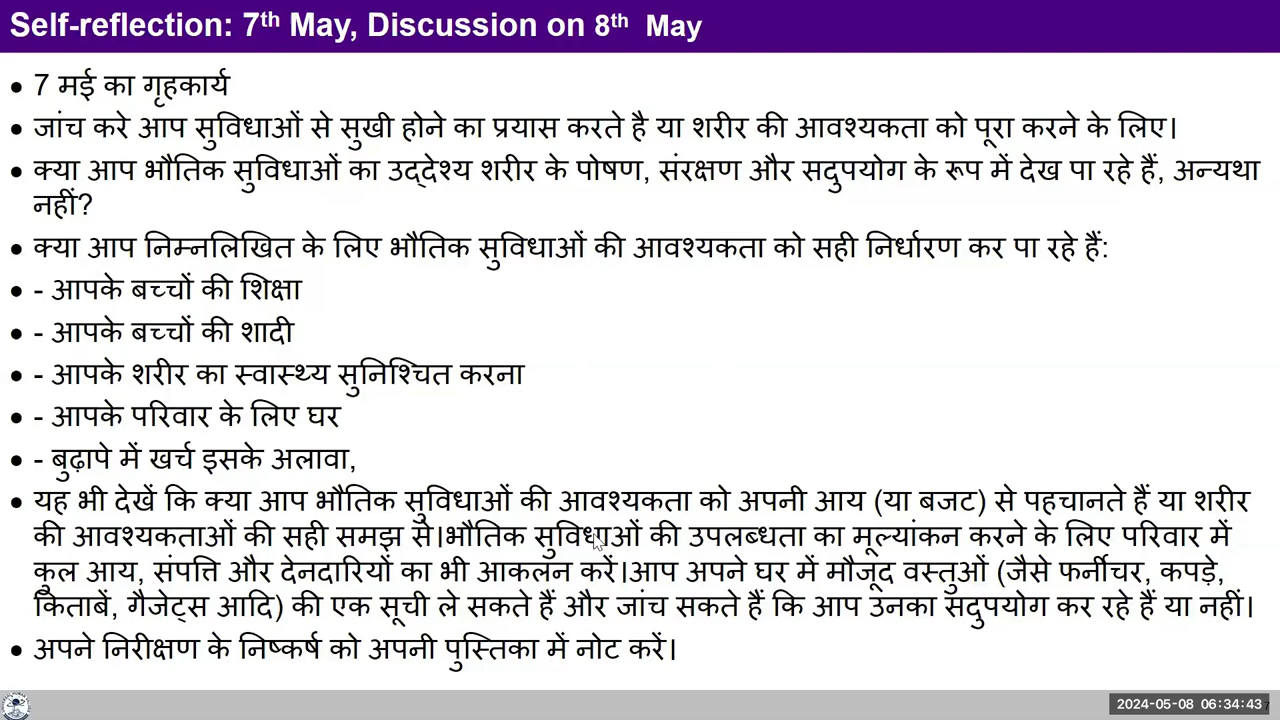 Self-reflection: 7th May, Discussion on 8th May
• 7 मई का गृहकार्य
• जांच करे आप सुविधाओं से सुखी होने का प्रयास करते है या शरीर की आवश्यकता को पूरा करने के लिए।
• क्या आप भौतिक सुविधाओं का उद्देश्य शरीर के पोषण, संरक्षण और सदुपयोग के रूप में देख पा रहे हैं, अन्यथा
नहीं?
• क्या आप निम्नलिखित के लिए भौतिक सुविधाओं की आवश्यकता को सही निर्धारण कर पा रहे हैं:
• - आपके बच्चों की शिक्षा
• - आपके बच्चों की शादी
• - आपके शरीर का स्वास्थ्य सुनिश्चित करना
• - आपके परिवार के लिए घर
• - बुढ़ापे में खर्च इसके अलावा,
• यह भी देखें कि क्या आप भौतिक सुविधाओं की आवश्यकता को अपनी आय (या बजट) से पहचानते हैं या शरीर
की आवश्यकताओं की सही समझ से।भौतिक सुविधाओं की उपलब्धता का मूल्यांकन करने के लिए परिवार में
कुल आय, संपत्ति और देनदारियों का भी आकलन करें।आप अपने घर में मौजूद वस्तुओं (जैसे फर्नीचर, कपड़े,
किताबें, गैजेट्स आदि) की एक सूची ले सकते हैं और जांच सकते हैं कि आप उनका सदुपयोग कर रहे हैं या नहीं।
• अपने निरीक्षण के निष्कर्ष को अपनी पुस्तिका में नोट करें।
2024-05-08 06:34:43